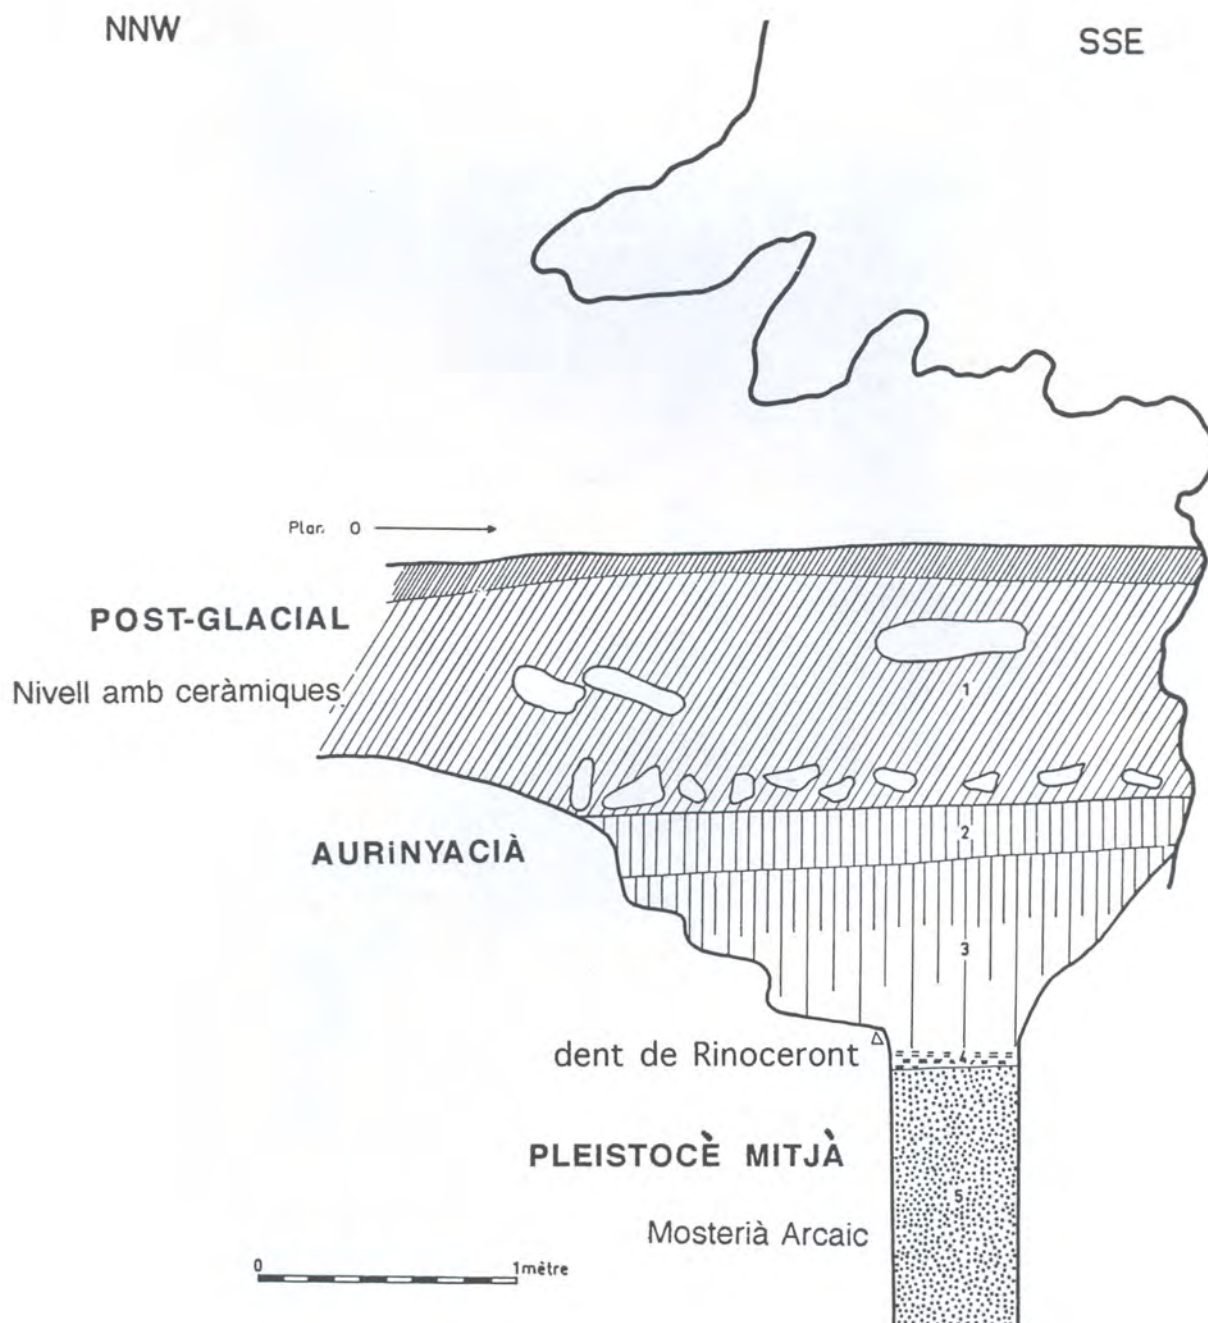 NNW
SSE
Plan. 0
POST-GLACIAL
Nivell amb ceràmiques
1
AURiNYACIÀ
2
3
dent de Rinoceront
4
PLEISTOCÈ MITJÀ
5
Mosterià Arcaic
0 1mètre